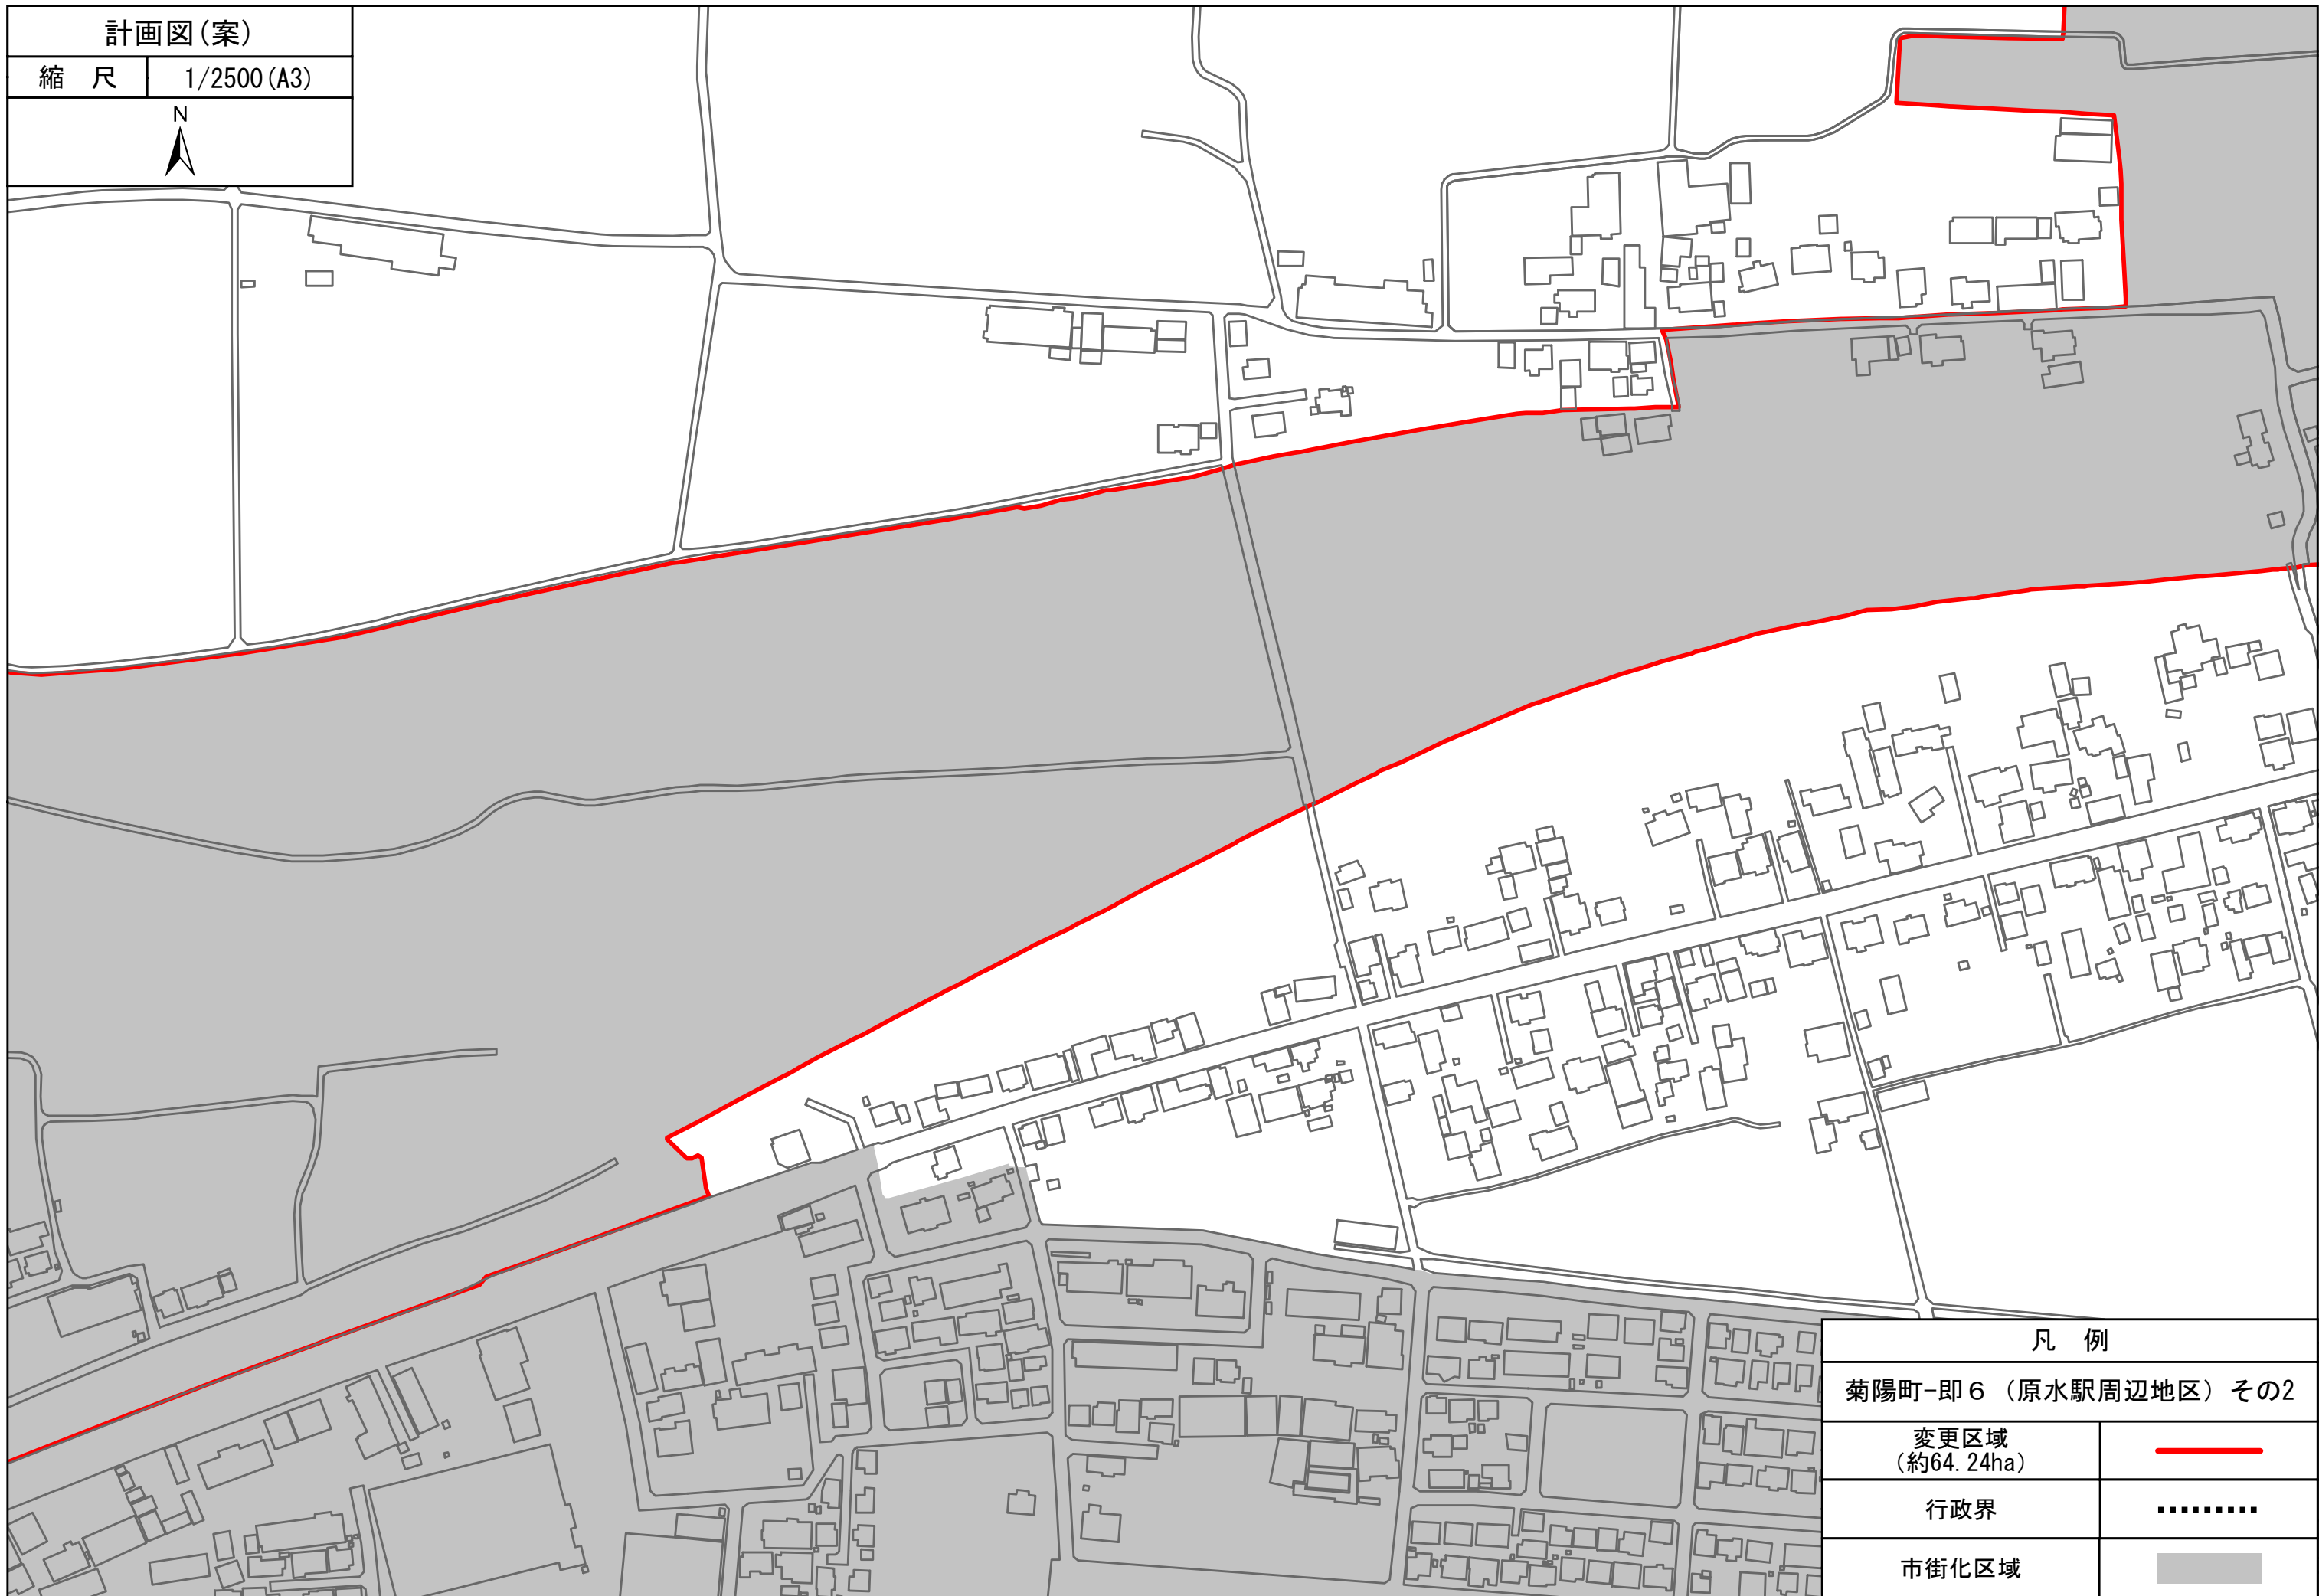 計画図(案)
縮 尺 1/2500(A3)
N
凡 例
菊陽町-即6（原水駅周辺地区）その2
変更区域
(約64.24ha)
行政界
市街化区域